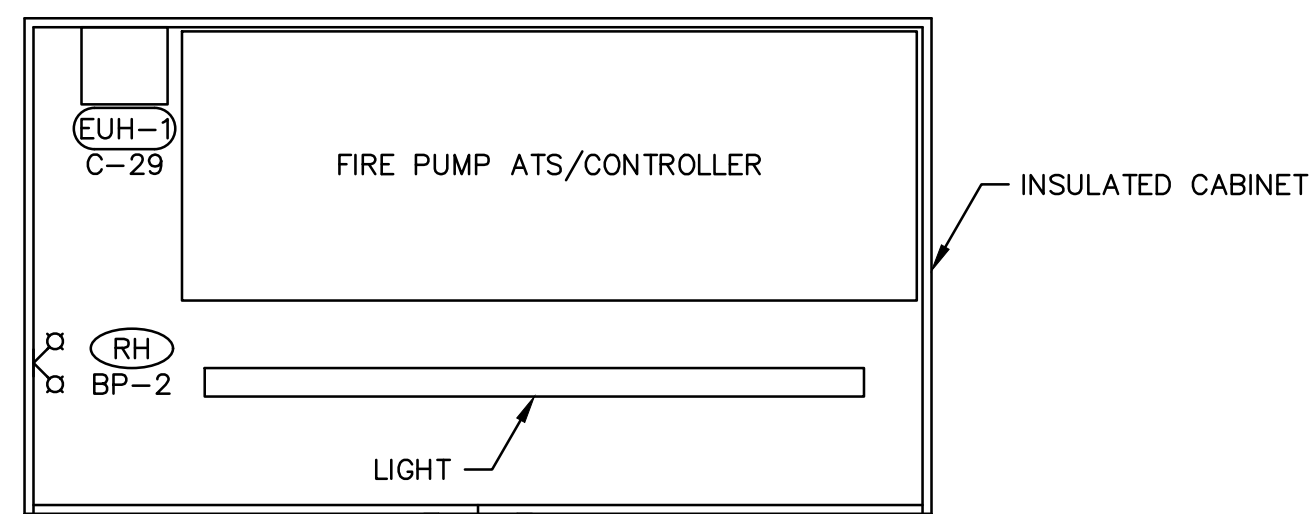 EUH-1
C-29
FIRE PUMP ATS/CONTROLLER
INSULATED CABINET
RH
BP-2
LIGHT